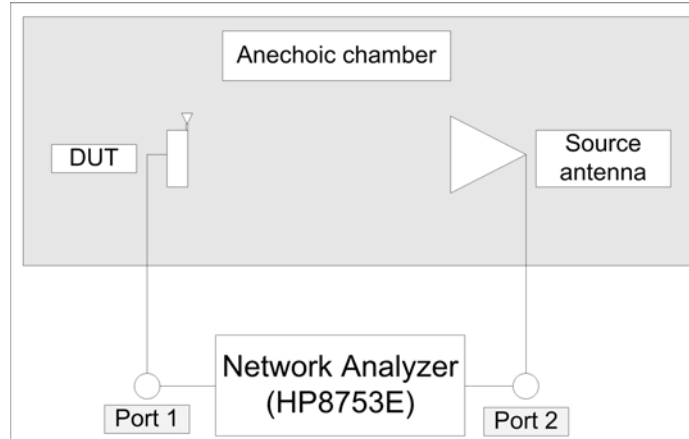 Anechoic chamber
DUT
Source
antenna
Network Analyzer
(HP8753E)
Port 1
Port 2